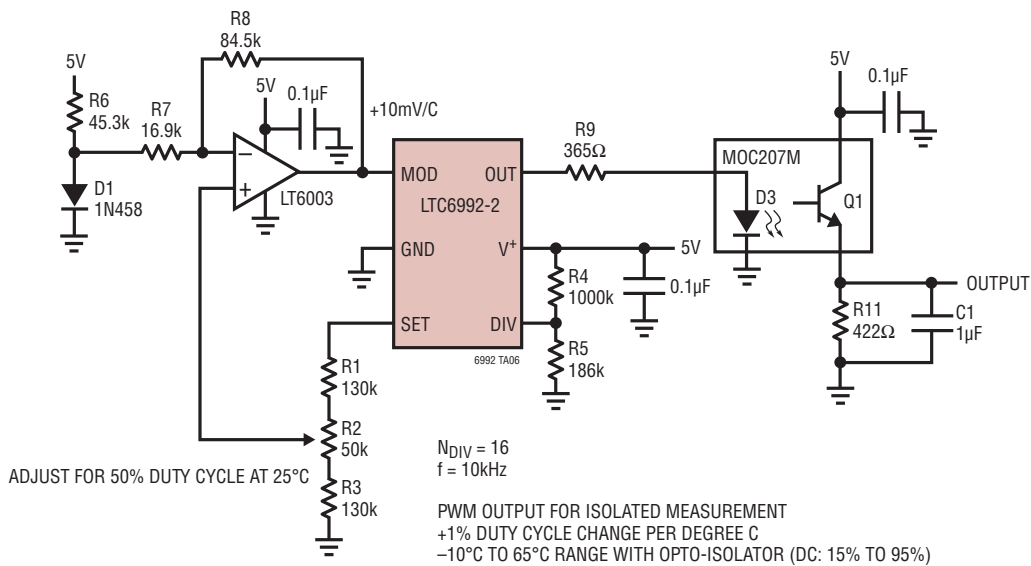 R8
84.5k
5V
R6
45.3k
R7
16.9k
5V
0.1µF
+10mV/C
–
+
LT6003
D1
1N458
MOD
OUT
LTC6992-2
GND
V+
SET
DIV
6992 TA06
R9
365Ω
5V
0.1µF
MOC207M
D3
Q1
5V
R4
1000k
0.1µF
R5
186k
OUTPUT
R11
422Ω
C1
1µF
R1
130k
R2
50k
R3
130k
ADJUST FOR 50% DUTY CYCLE AT 25°C
NDIV = 16
f = 10kHz
PWM OUTPUT FOR ISOLATED MEASUREMENT
+1% DUTY CYCLE CHANGE PER DEGREE C
–10°C TO 65°C RANGE WITH OPTO-ISOLATOR (DC: 15% TO 95%)